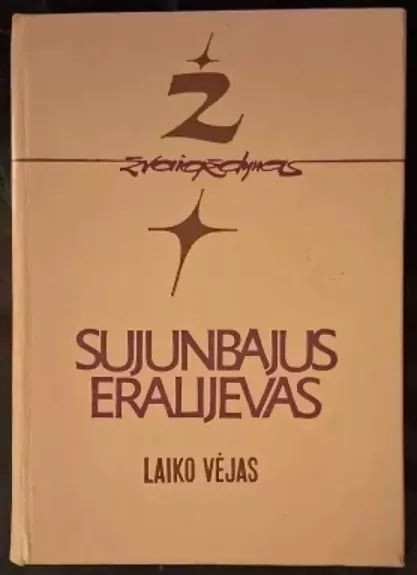 Ž
žvaigždynas
SUJUNBAJUS
ERALIJEVAS
LAIKO VĖJAS